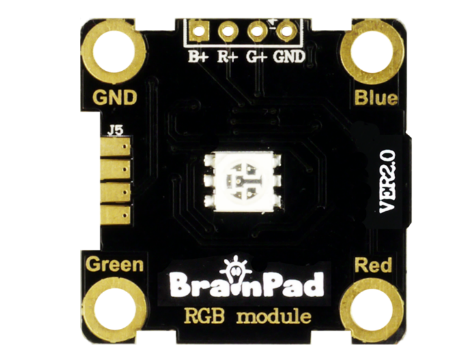 B+ R+ G+ GND
GND
Blue
J5
VER2.0
Green
Red
BrainPad
RGB module